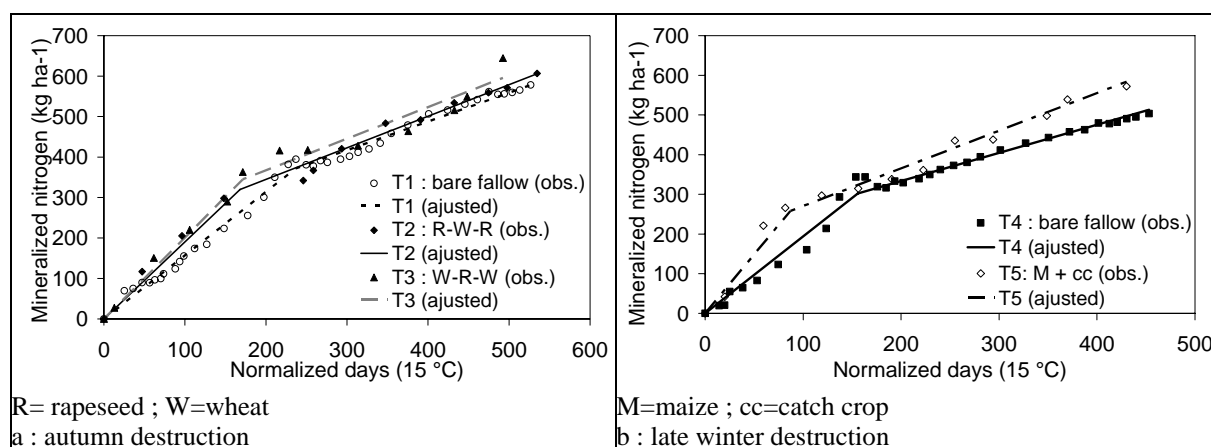 Mineralized nitrogen (kg ha-1)
700
600
500
400
300
200
100
0
T1 : bare fallow (obs.)
T1 (ajusted)
T2 : R-W-R (obs.)
T2 (ajusted)
T3 : W-R-W (obs.)
T3 (ajusted)
0 100 200 300 400 500 600
Normalized days (15 °C)
R= rapeseed ; W=wheat
a : autumn destruction
Mineralized nitrogen (kg ha-1)
700
600
500
400
300
200
100
0
T4 : bare fallow (obs.)
T4 (ajusted)
T5: M + cc (obs.)
T5 (ajusted)
0 100 200 300 400 500
Normalized days (15 °C)
M=maize ; cc=catch crop
b : late winter destruction